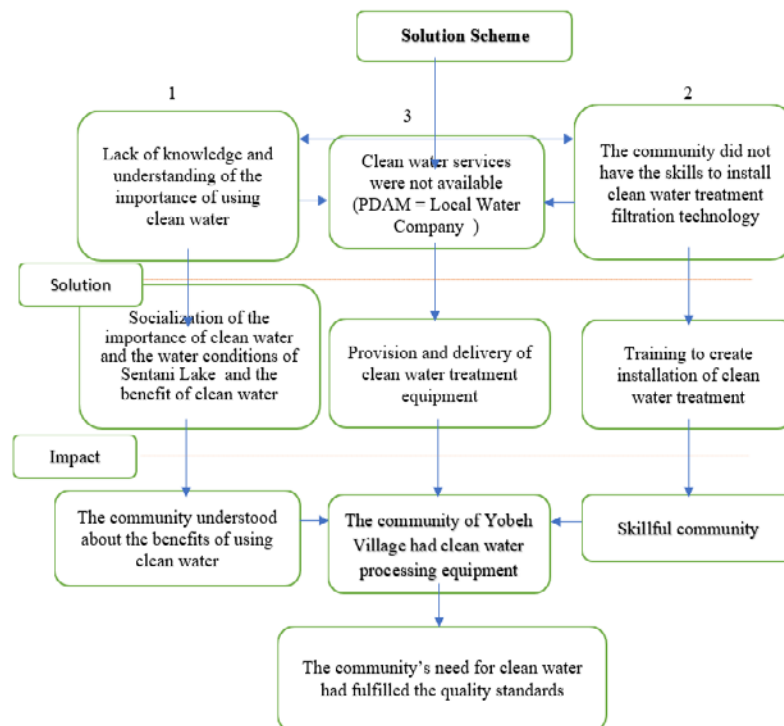 Solution Scheme
1
Lack of knowledge and
understanding of the
importance of using
clean water
3
Clean water services
were not available
(PDAM = Local Water
Company )
2
The community did not
have the skills to install
clean water treatment
filtration technology
Solution
Socialization of the
importance of clean water
and the water conditions of
Sentani Lake and the
benefit of clean water
Provision and delivery of
clean water treatment
equipment
Training to create
installation of clean
water treatment
Impact
The community understood
about the benefits of using
clean water
The community of Yobeh
Village had clean water
processing equipment
Skillful community
The community’s need for clean water
had fulfilled the quality standards